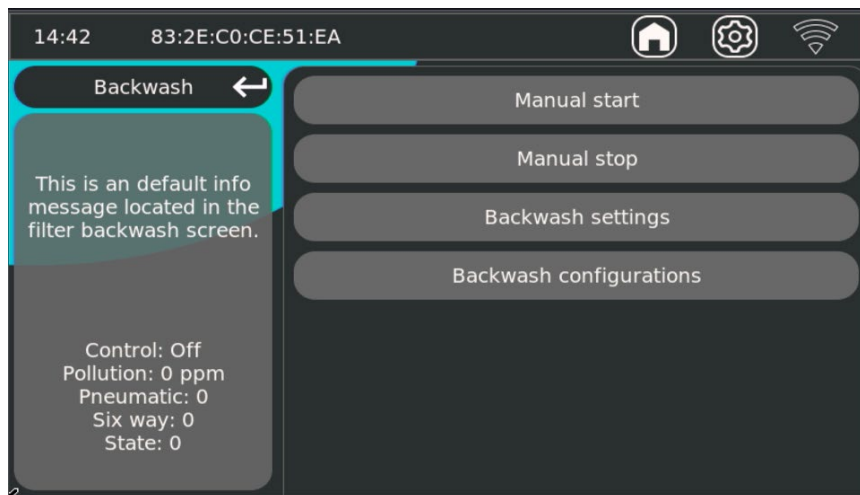 14:42 83:2E:C0:CE:51:EA
Backwash
This is an default info
message located in the
filter backwash screen.
Control: Off
Pollution: 0 ppm
Pneumatic: 0
Six way: 0
State: 0
Manual start
Manual stop
Backwash settings
Backwash configurations